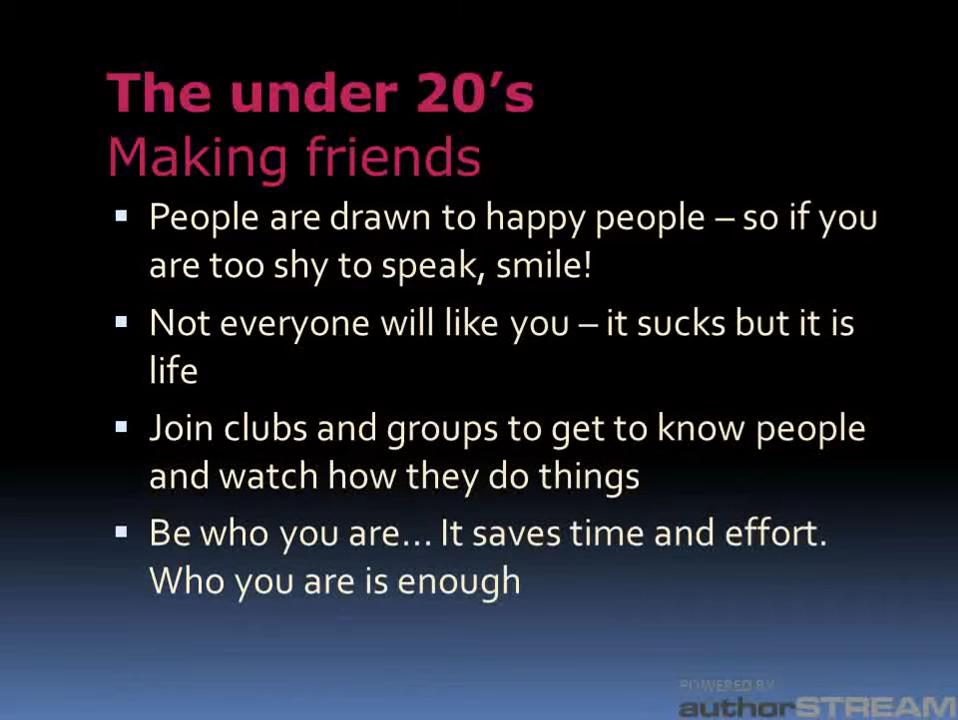 The under 20’s
Making friends
People are drawn to happy people – so if you
are too shy to speak, smile!
Not everyone will like you – it sucks but it is
life
Join clubs and groups to get to know people
and watch how they do things
Be who you are... It saves time and effort.
Who you are is enough
POWERED BY
authorSTREAM